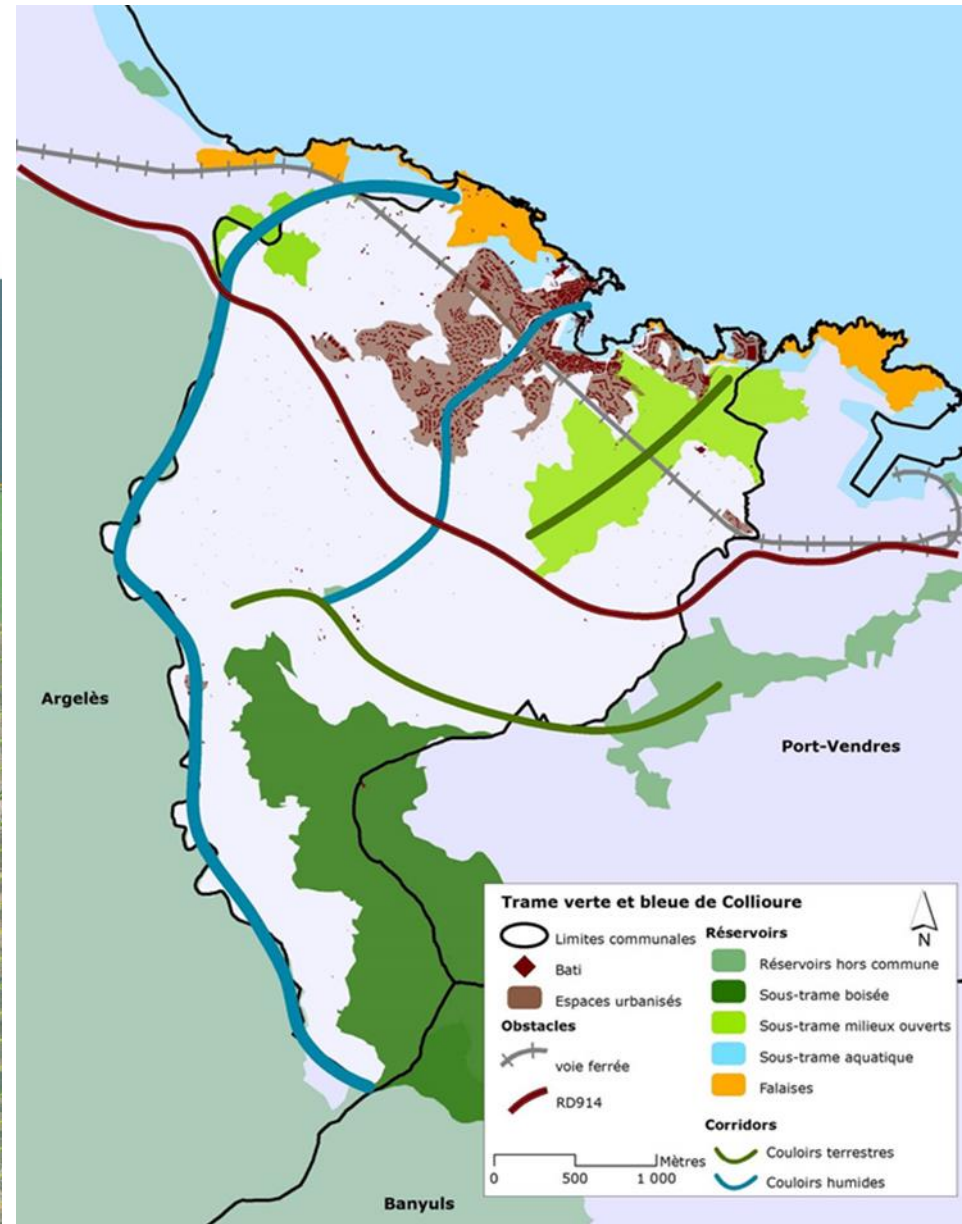 Argelès
Port-Vendres
Banyuls
Trame verte et bleue de Collioure
Limites communales
Bati
Espaces urbanisés
Obstacles
voie ferrée
RD914
Mètres
0 500 1 000
Réservoirs
Réservoirs hors commune
Sous-trame boisée
Sous-trame milieux ouverts
Sous-trame aquatique
Falaises
Corridors
Couloirs terrestres
Couloirs humides
N